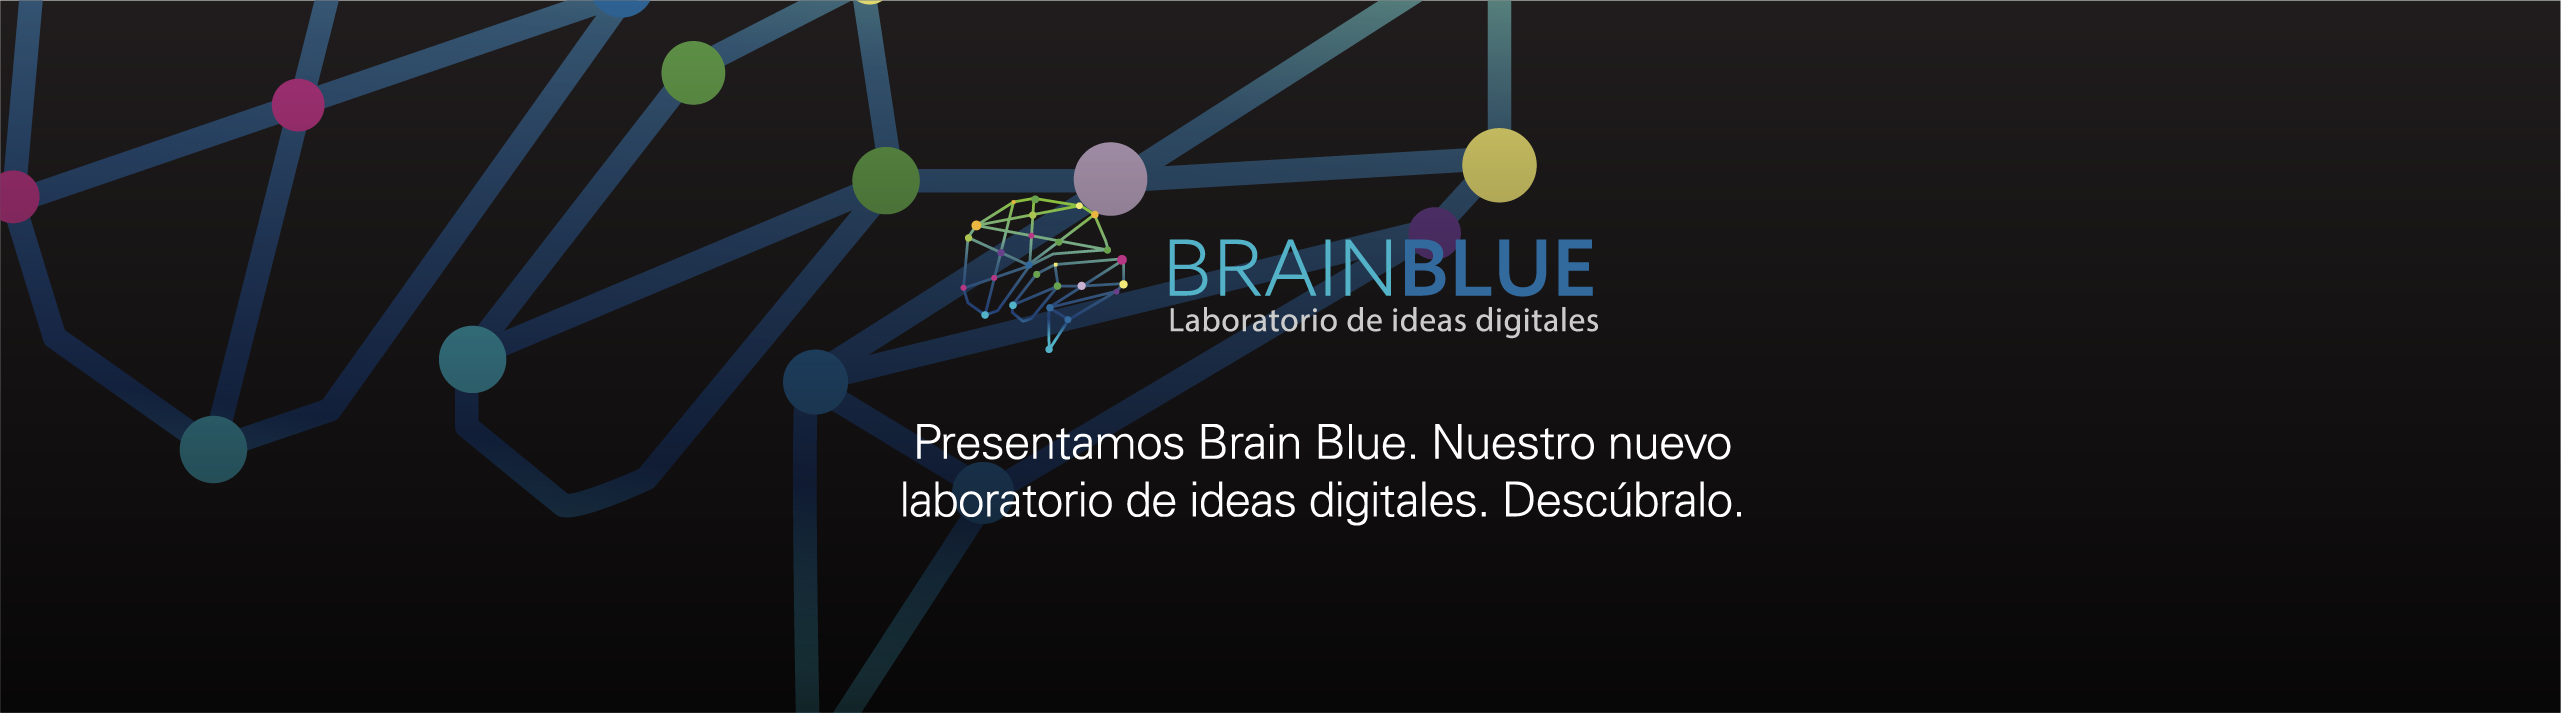 BRAINBLUE
Laboratorio de ideas digitales
Presentamos Brain Blue. Nuestro nuevo
laboratorio de ideas digitales. Descúbralo.